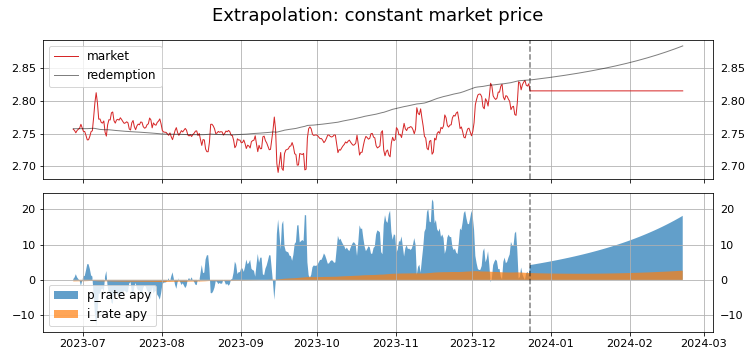 Extrapolation: constant market price
market
redemption
2.85 2.85
2.80 2.80
2.75 2.75
2.70 2.70
20 20
10 10
0 0
−10 −10
p_rate apy
i_rate apy
2023-07 2023-08 2023-09 2023-10 2023-11 2023-12 2024-01 2024-02 2024-03